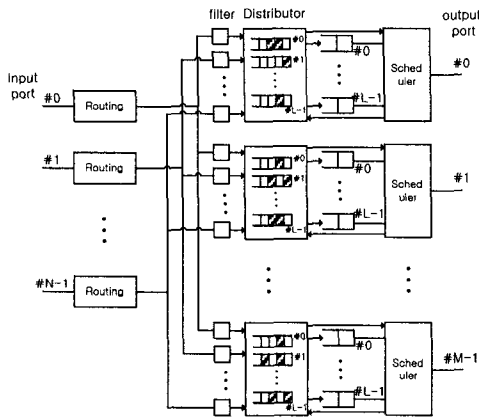 filter Distributor output port
input port
#0 Routing
#1 Routing
#N-1 Routing
#0
#1
#L-1
#0
#L-1
Sched
uler
#0
#0
#1
#L-1
#0
#L-1
Sched
uler
#1
#0
#1
#L-1
#0
#L-1
Sched
uler
#M-1